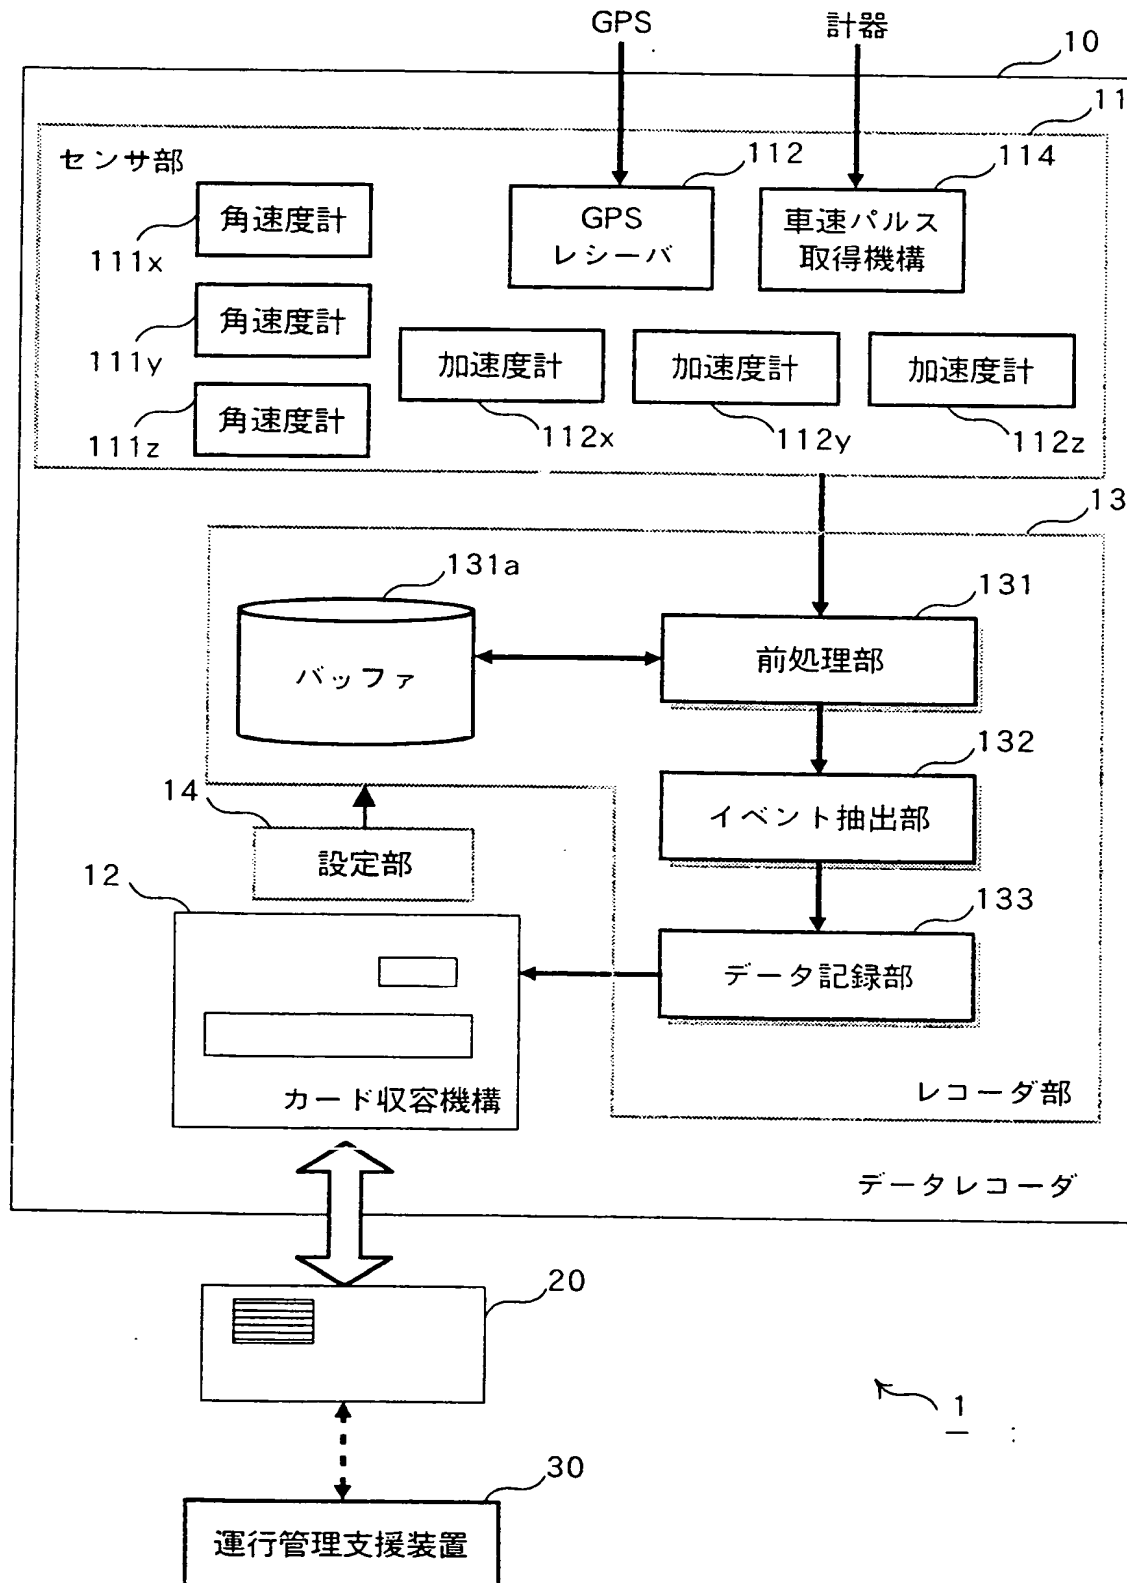 GPS
計器
10
11
センサ部
112
114
角速度計
GPS
レシーバ
車速パルス
取得機構
111x
角速度計
111y
加速度計
加速度計
加速度計
角速度計
111z
112x
112y
112z
13
131a
131
バッファ
前処理部
132
14
イベント抽出部
設定部
12
133
データ記録部
カード収容機構
レコーダ部
データレコーダ
20
1
30
運行管理支援装置